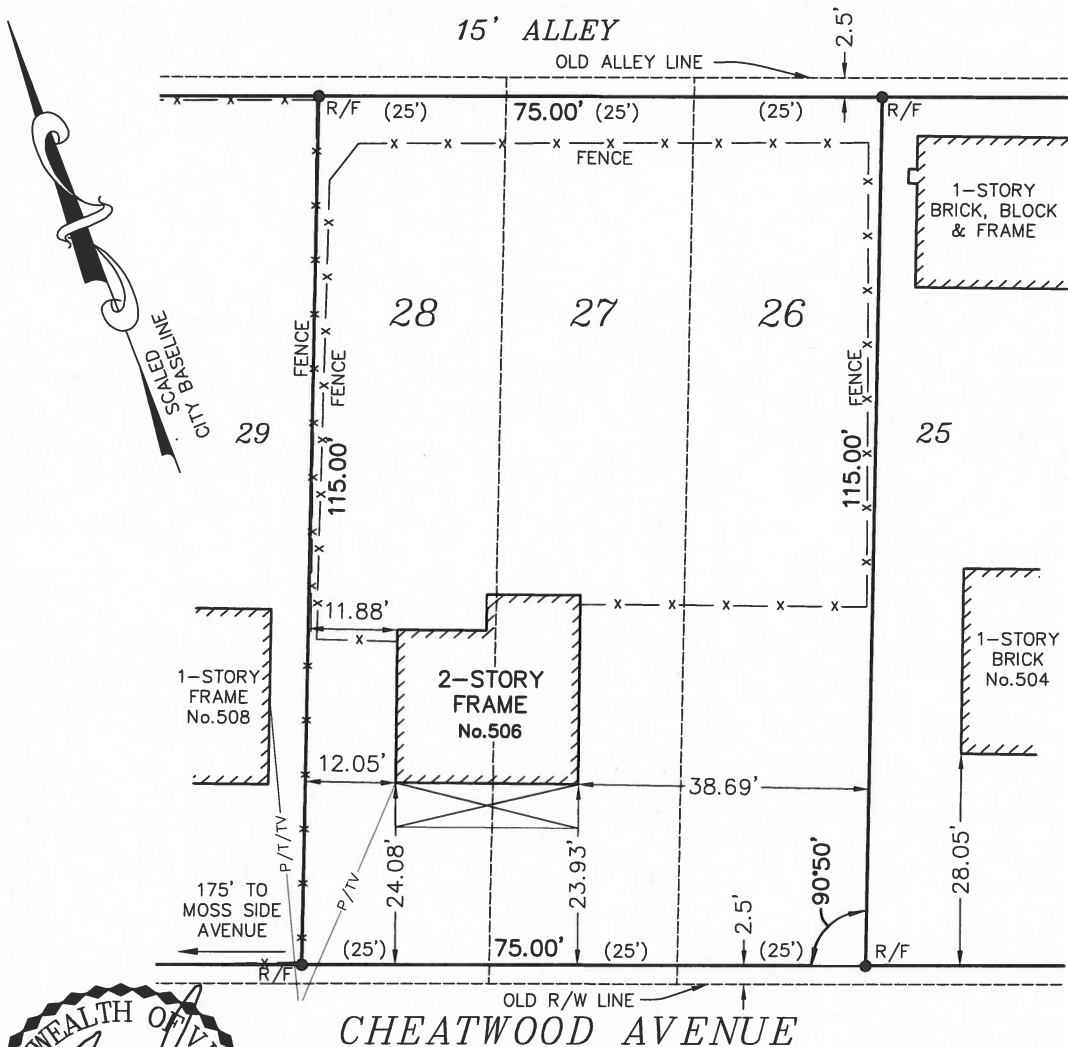 15' ALLEY
2.5'
OLD ALLEY LINE
R/F
(25')
75.00'
(25')
(25')
R/F
FENCE
1-STORY
BRICK, BLOCK
& FRAME
28
27
26
SCALED
CITY BASELINE
FENCE
FENCE
FENCE
29
25
115.00'
115.00'
11.88'
1-STORY
FRAME
No.508
2-STORY
FRAME
No.506
1-STORY
BRICK
No.504
12.05'
38.69'
P/T/TV
P/TV
24.08'
23.93'
90°50'
28.05'
175' TO
MOSS SIDE
AVENUE
2.5'
R/F
(25')
75.00'
(25')
(25')
R/F
OLD R/W LINE
CHEATWOOD AVENUE
WEALTH OF